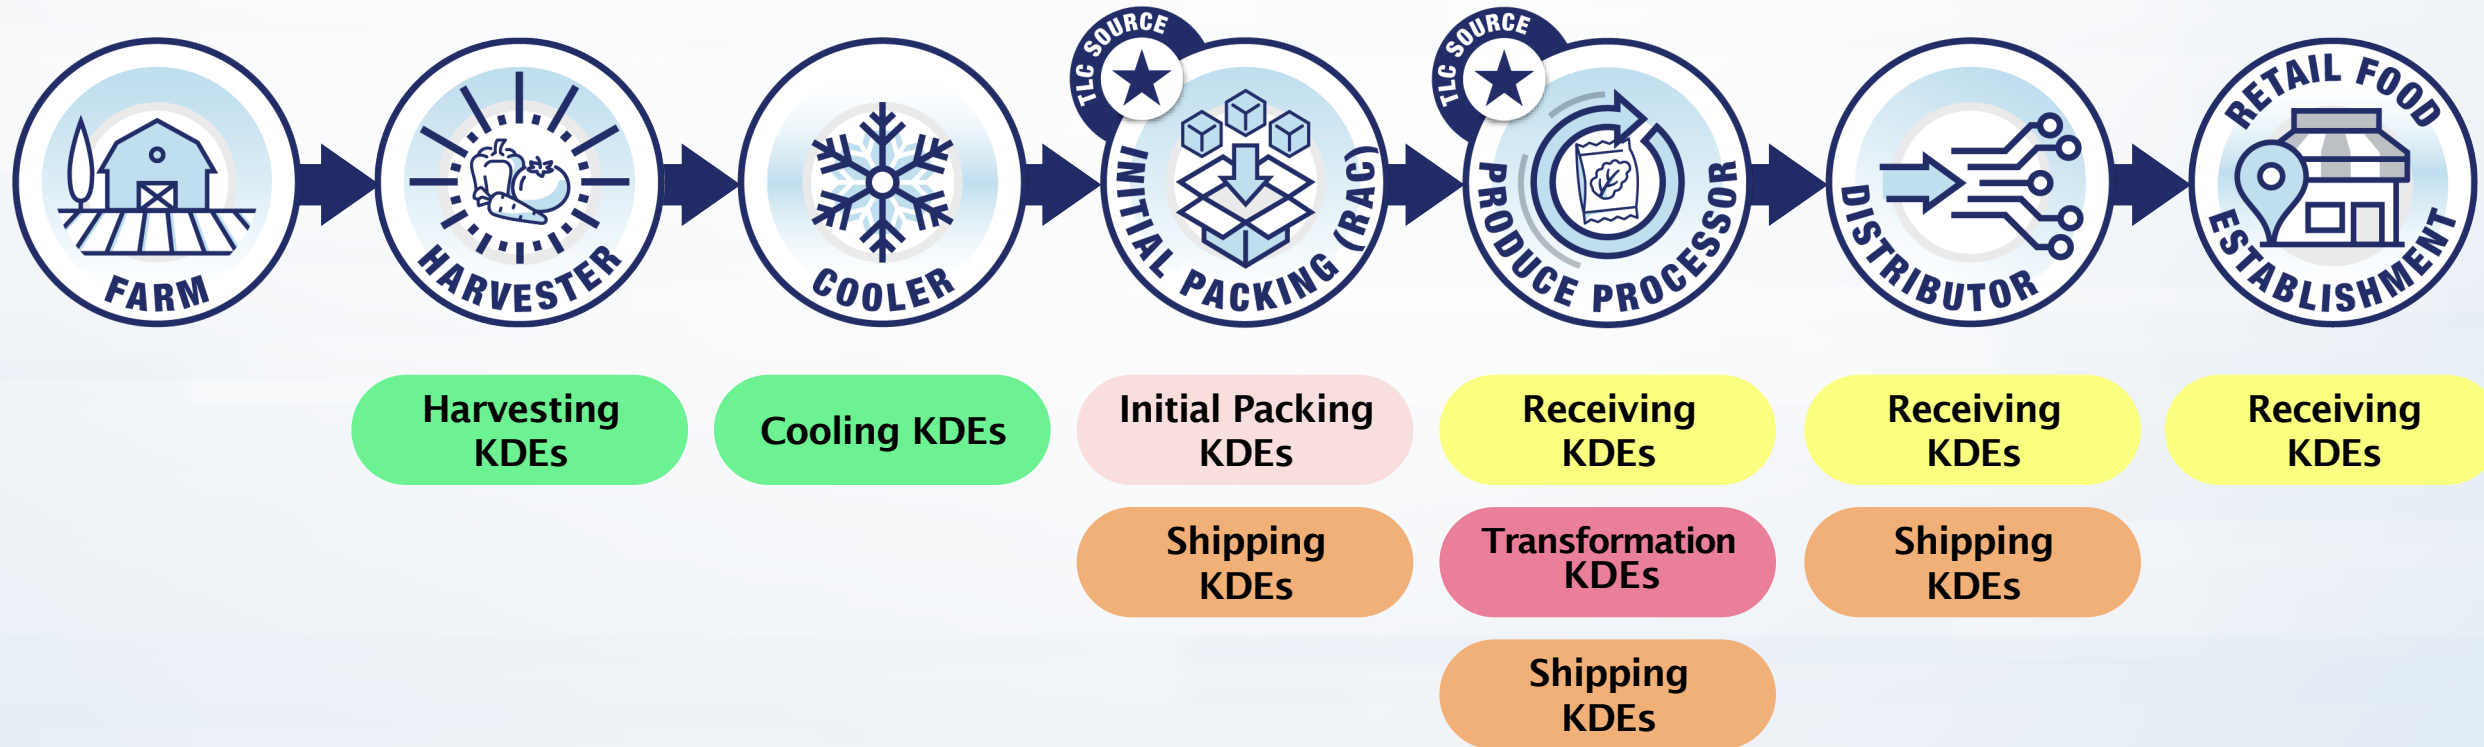 TLC SOURCE
TLC SOURCE
FARM
HARVESTER
COOLER
INITIAL PACKING (RAC)
PRODUCE PROCESSOR
DISTRIBUTOR
RETAIL FOOD
ESTABLISHMENT
Harvesting
KDEs
Cooling KDEs
Initial Packing
KDEs
Receiving
KDEs
Receiving
KDEs
Receiving
KDEs
Shipping
KDEs
Transformation
KDEs
Shipping
KDEs
Shipping
KDEs